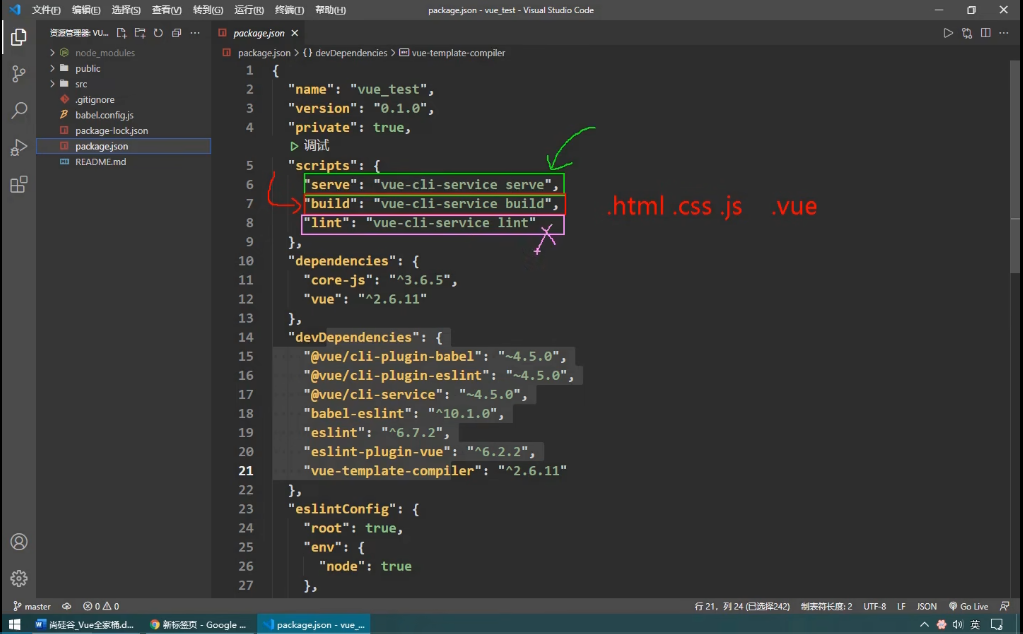 文件(F) 编辑(E) 选择(S) 查看(V) 转到(G) 运行(R) 终端(T) 帮助(H)
package.json - vue_test - Visual Studio Code
资源管理器: VU...
node_modules
public
src
.gitignore
babel.config.js
package-lock.json
package.json
README.md
package.json
package.json > {} devDependencies > vue-template-compiler
1 {
2 "name": "vue_test",
3 "version": "0.1.0",
4 "private": true,
调试
5 "scripts": {
6 "serve": "vue-cli-service serve",
7 "build": "vue-cli-service build",
8 "lint": "vue-cli-service lint"
9 },
10 "dependencies": {
11 "core-js": "^3.6.5",
12 "vue": "^2.6.11"
13 },
14 "devDependencies": {
15 "@vue/cli-plugin-babel": "~4.5.0",
16 "@vue/cli-plugin-eslint": "~4.5.0",
17 "@vue/cli-service": "~4.5.0",
18 "babel-eslint": "^10.1.0",
19 "eslint": "^6.7.2",
20 "eslint-plugin-vue": "^6.2.2",
21 "vue-template-compiler": "^2.6.11"
22 },
23 "eslintConfig": {
24 "root": true,
25 "env": {
26 "node": true
27 },
.html .css .js .vue
master 0 0
行 21，列 24 (已选择242) 制表符长度: 2 UTF-8 LF JSON Go Live
尚硅谷_Vue全家桶.d...
新标签页 - Google ...
package.json - vue_...
英